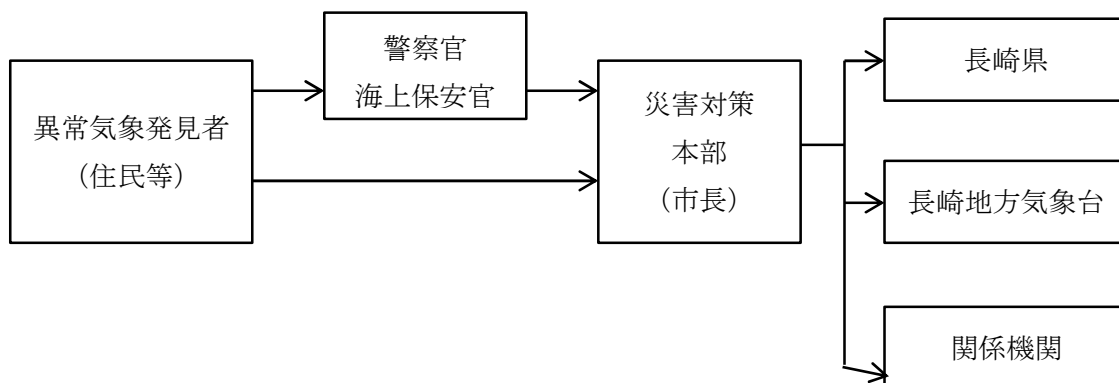 異常気象発見者
（住民等）
警察官
海上保安官
災害対策
本部
（市長）
長崎県
長崎地方気象台
関係機関